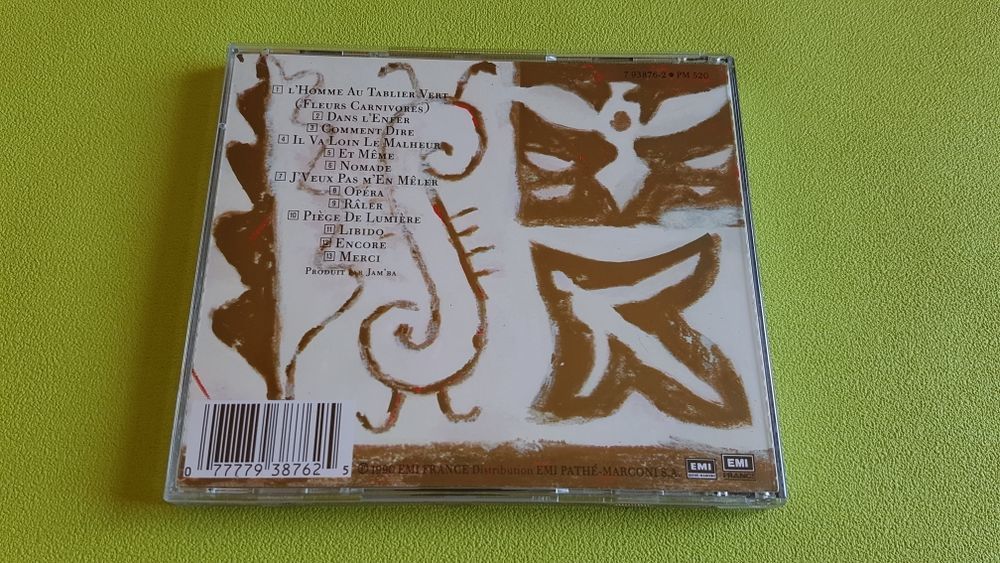 7 93876-2 ● PM 520
1 L'Homme Au Tablier Vert
(Fleurs Carnivores)
2 Dans L'Enfer
3 Comment Dire
4 Il Va Loin Le Malheur
5 Et Même
6 Nomade
7 J'Veux Pas m'En Mêler
8 Opéra
9 Râler
10 Piège De Lumière
11 Libido
12 Encore
13 Merci
Produit par Jam'ba
0 77779 38762 5
℗ 1990 EMI FRANCE Distribution EMI PATHÉ-MARCONI S.A.
EMI
EMI
FRANCE